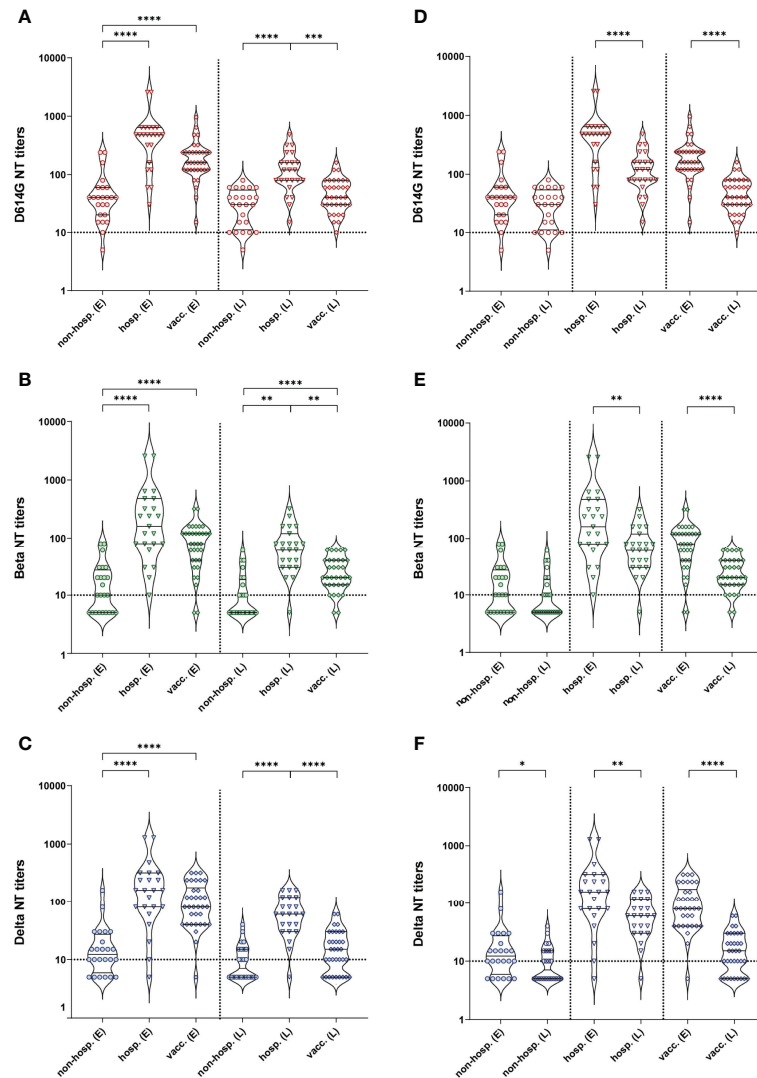 A
**** 
****
****
***
D614G NT titers
10000
1000
100
10
1
non-hosp. (E)
hosp. (E)
vacc. (E)
non-hosp. (L)
hosp. (L)
vacc. (L)
D
****
****
D614G NT titers
10000
1000
100
10
1
non-hosp. (E)
non-hosp. (L)
hosp. (E)
hosp. (L)
vacc. (E)
vacc. (L)
B
****
****
****
**
**
Beta NT titers
10000
1000
100
10
1
non-hosp. (E)
hosp. (E)
vacc. (E)
non-hosp. (L)
hosp. (L)
vacc. (L)
E
**
****
Beta NT titers
10000
1000
100
10
1
non-hosp. (E)
non-hosp. (L)
hosp. (E)
hosp. (L)
vacc. (E)
vacc. (L)
C
****
****
****
****
Delta NT titers
10000
1000
100
10
1
non-hosp. (E)
hosp. (E)
vacc. (E)
non-hosp. (L)
hosp. (L)
vacc. (L)
F
*
**
****
Delta NT titers
10000
1000
100
10
1
non-hosp. (E)
non-hosp. (L)
hosp. (E)
hosp. (L)
vacc. (E)
vacc. (L)